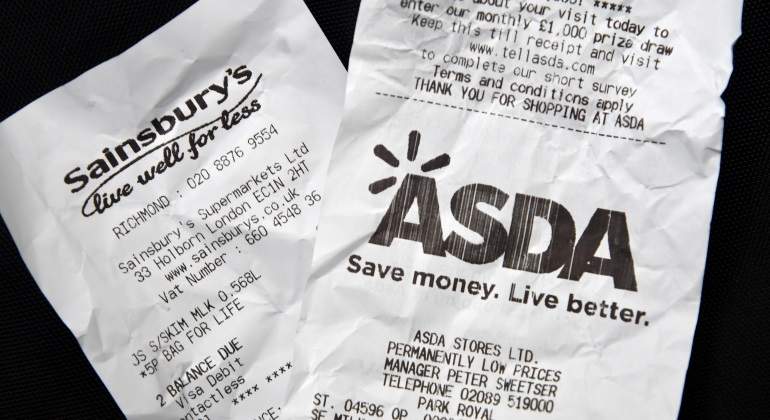 Sainsbury's
live well for less
RICHMOND : 020 8876 9554
Sainsbury's Supermarkets Ltd
33 Holborn London EC1N 2HT
www.sainsburys.co.uk
Vat Number : 660 4548 36
JS S/SKIM MLK 0.568L
*5P BAG FOR LIFE
2 BALANCE DUE
Visa Debit
**** ****
about your visit today to
enter our monthly £1,000 prize draw
Keep this till receipt and visit
www.tellasda.com
to complete our short survey
Terms and conditions apply
THANK YOU FOR SHOPPING AT ASDA
ASDA
Save money. Live better.
ASDA STORES LTD.
PERMANENTLY LOW PRICES
MANAGER PETER SWEETSER
TELEPHONE 02089 519000
PARK ROYAL
ST. 04596 OP